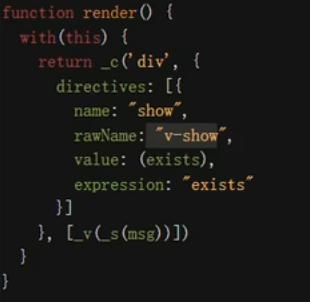 function render() {
  with(this) {
    return _c('div', {
      directives: [{
        name: "show",
        rawName: "v-show",
        value: (exists),
        expression: "exists"
      }]
    }, [_v(_s(msg))])
  }
}